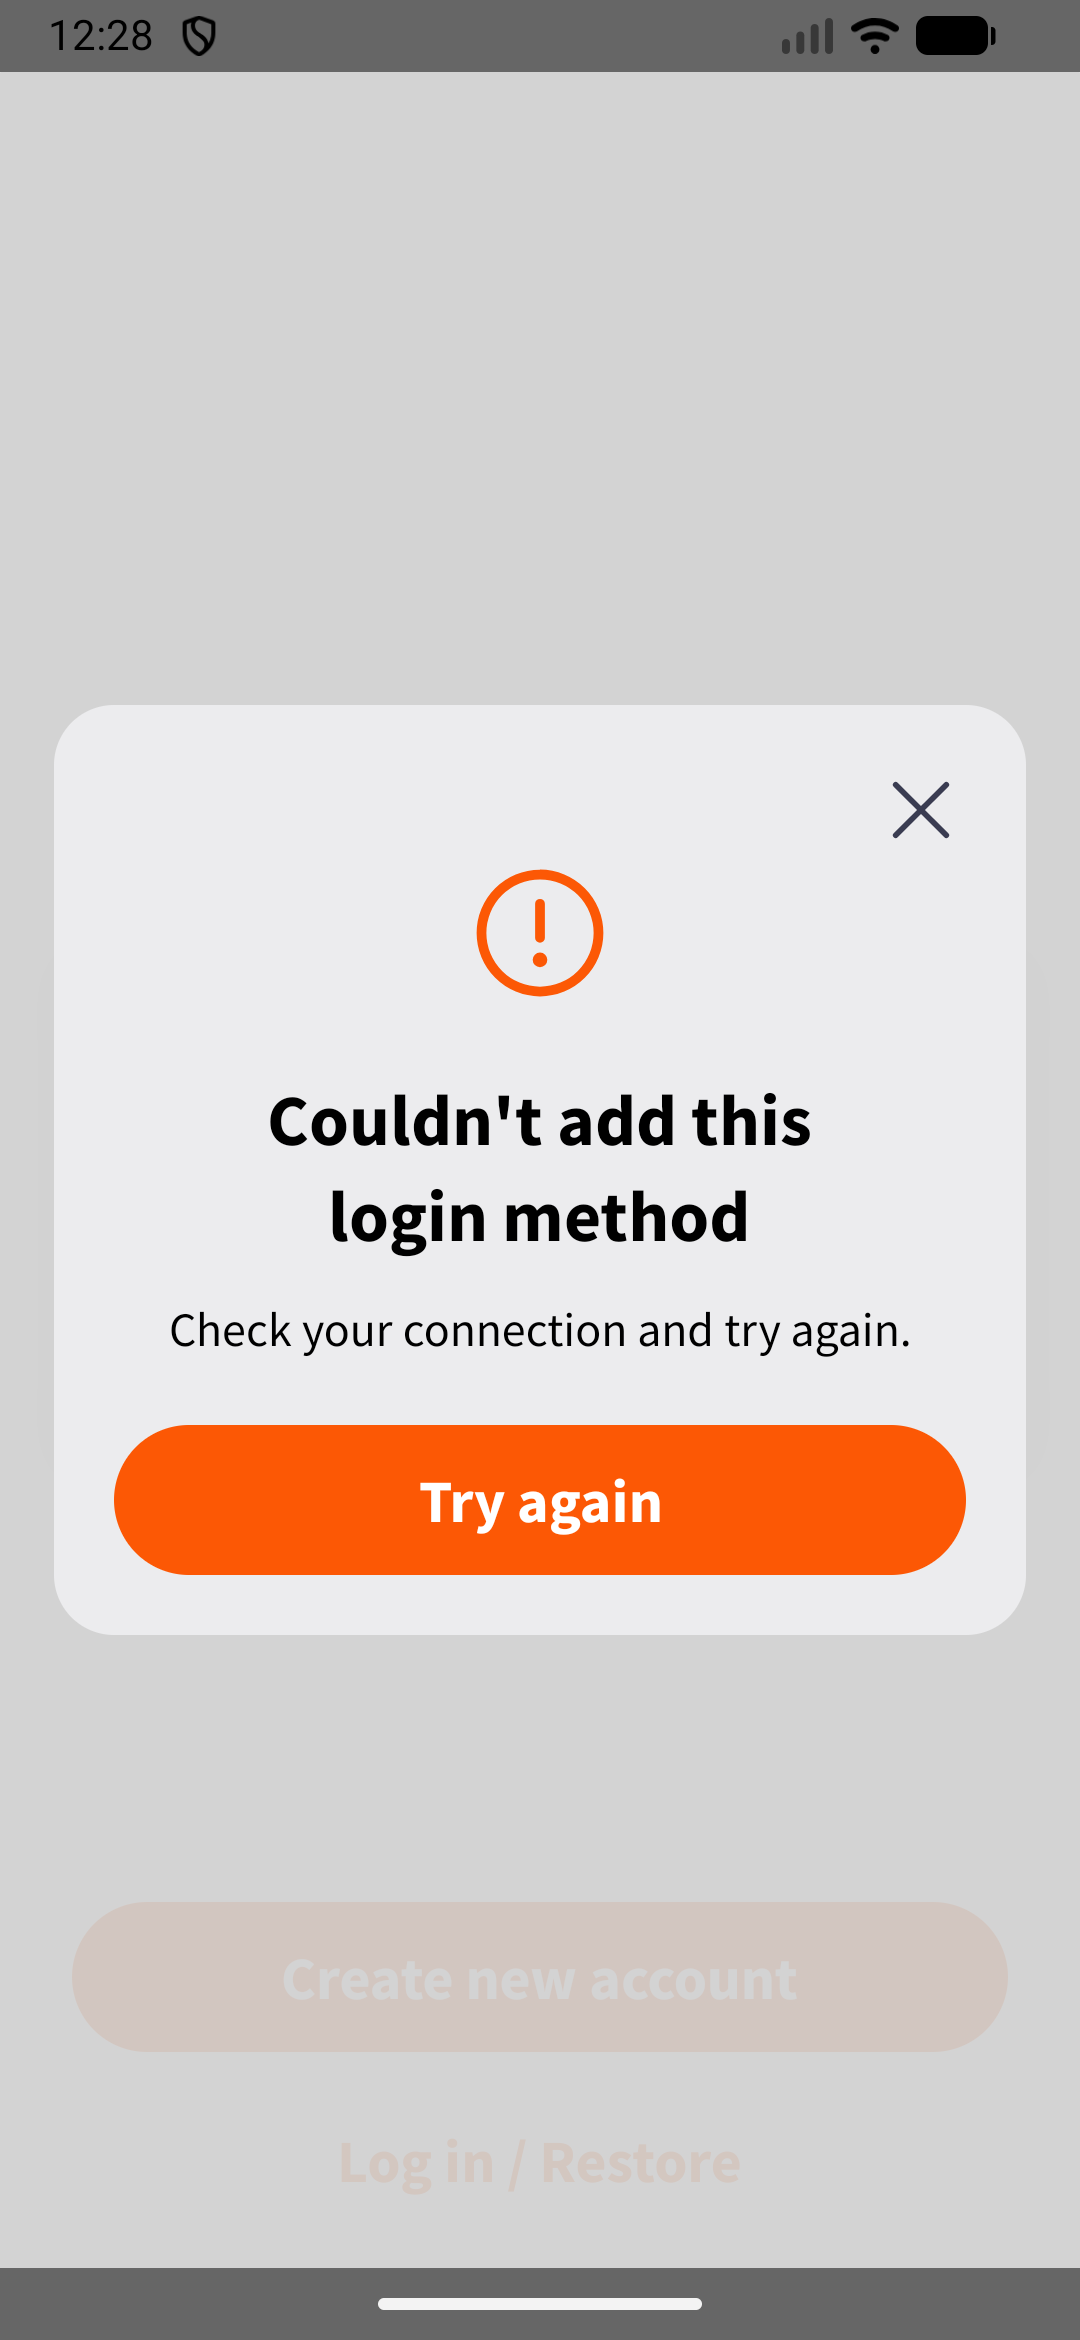 12:28
Couldn't add this
login method
Check your connection and try again.
Try again
Create new account
Log in / Restore